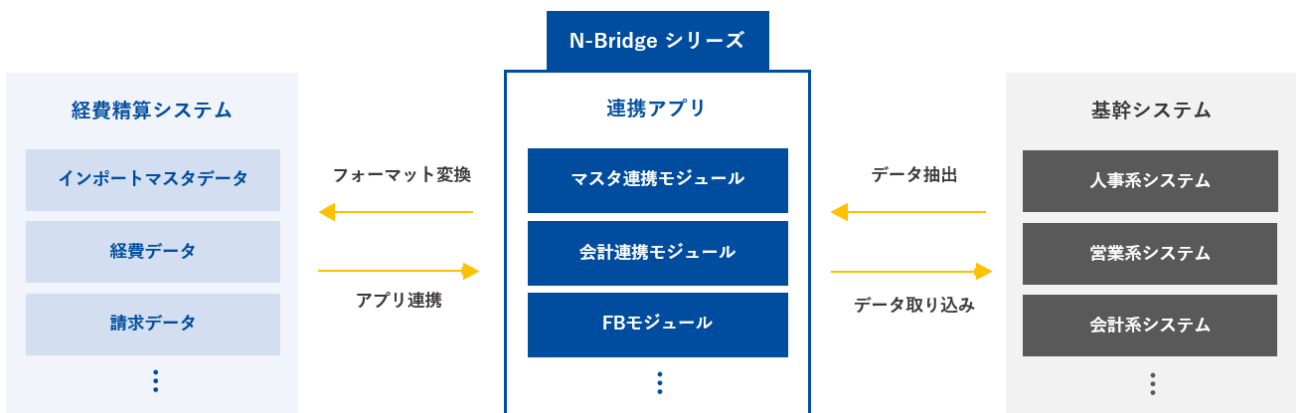 N-Bridge シリーズ
経費精算システム
インポートマスタデータ
経費データ
請求データ
フォーマット変換
アプリ連携
連携アプリ
マスタ連携モジュール
会計連携モジュール
FBモジュール
データ抽出
データ取り込み
基幹システム
人事系システム
営業系システム
会計系システム